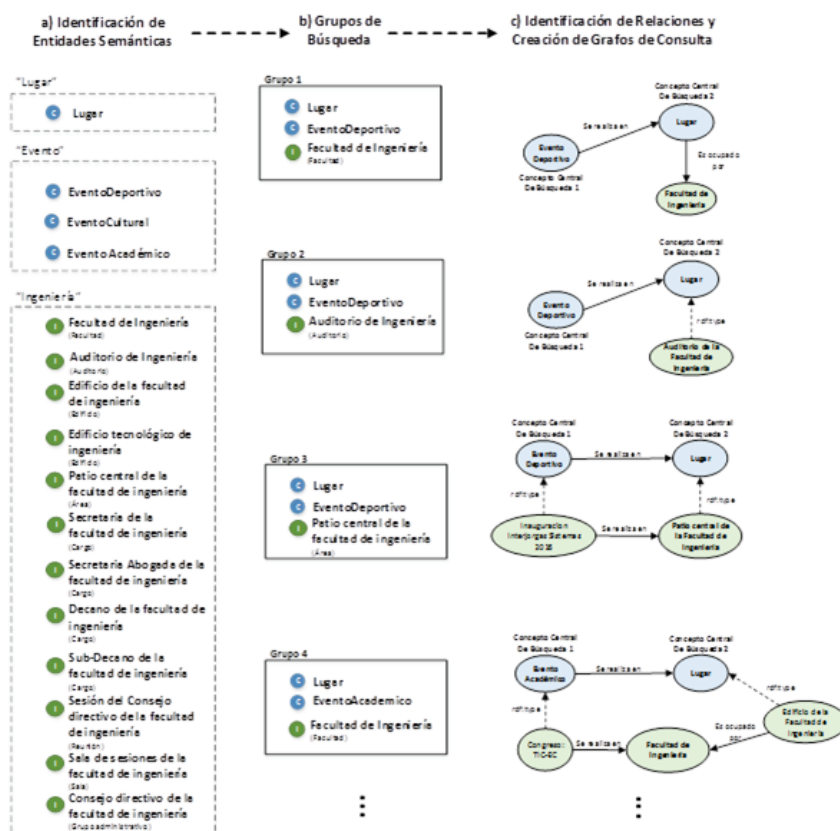 a) Identificación de
Entidades Semánticas
b) Grupos de
Búsqueda
c) Identificación de Relaciones y
Creación de Grafos de Consulta
"Lugar"
C Lugar
"Evento"
C EventoDeportivo
C EventoCultural
C EventoAcadémico
"Ingeniería"
I Facultad de Ingeniería
(Facultad)
I Auditorio de Ingeniería
(Auditorio)
I Edificio de la facultad
de ingeniería
(Edificio)
I Edificio tecnológico de
ingeniería
(Edificio)
I Patio central de la
facultad de ingeniería
(Área)
I Secretaria de la
facultad de ingeniería
(Cargo)
I Secretaria Abogada de la
facultad de ingeniería
(Cargo)
I Decano de la facultad de
ingeniería
(Cargo)
I Sub-Decano de la
facultad de ingeniería
(Cargo)
I Sesión del Consejo
directivo de la facultad
de ingeniería
(Reunión)
I Sala de sesiones de la
facultad de ingeniería
(Sala)
I Consejo directivo de la
facultad de ingeniería
(Grupo administrativo)
Grupo 1
C Lugar
C EventoDeportivo
I Facultad de Ingeniería
(Facultad)
Grupo 2
C Lugar
C EventoDeportivo
I Auditorio de Ingeniería
(Auditorio)
Grupo 3
C Lugar
C EventoDeportivo
I Patio central de la
facultad de ingeniería
(Área)
Grupo 4
C Lugar
C EventoAcademico
I Facultad de Ingeniería
(Facultad)
Concepto Central
De Búsqueda 2
Lugar
Se realiza en
Evento
Deportivo
Concepto Central
De Búsqueda 1
Es ocupado
por
Facultad de
Ingeniería
Concepto Central
De Búsqueda 2
Lugar
Se realiza en
Evento
Deportivo
Concepto Central
De Búsqueda 1
rdf:type
Auditorio de la
Facultad de
Ingeniería
Concepto Central
De Búsqueda 1
Concepto Central
De Búsqueda 2
Evento
Deportivo
Se realiza en
Lugar
rdf:type
rdf:type
Inauguracion
Interjorgas Sistemas
Se realiza en
Patio central de
la Facultad de
Ingeniería
Concepto Central
De Búsqueda 1
Concepto Central
De Búsqueda 2
Evento
Académico
Se realiza en
Lugar
rdf:type
rdf:type
Edificio de la
Facultad de
Ingeniería
Es ocupado
por
Congreso:
TIC-EC
Se realiza en
Facultad de
Ingeniería